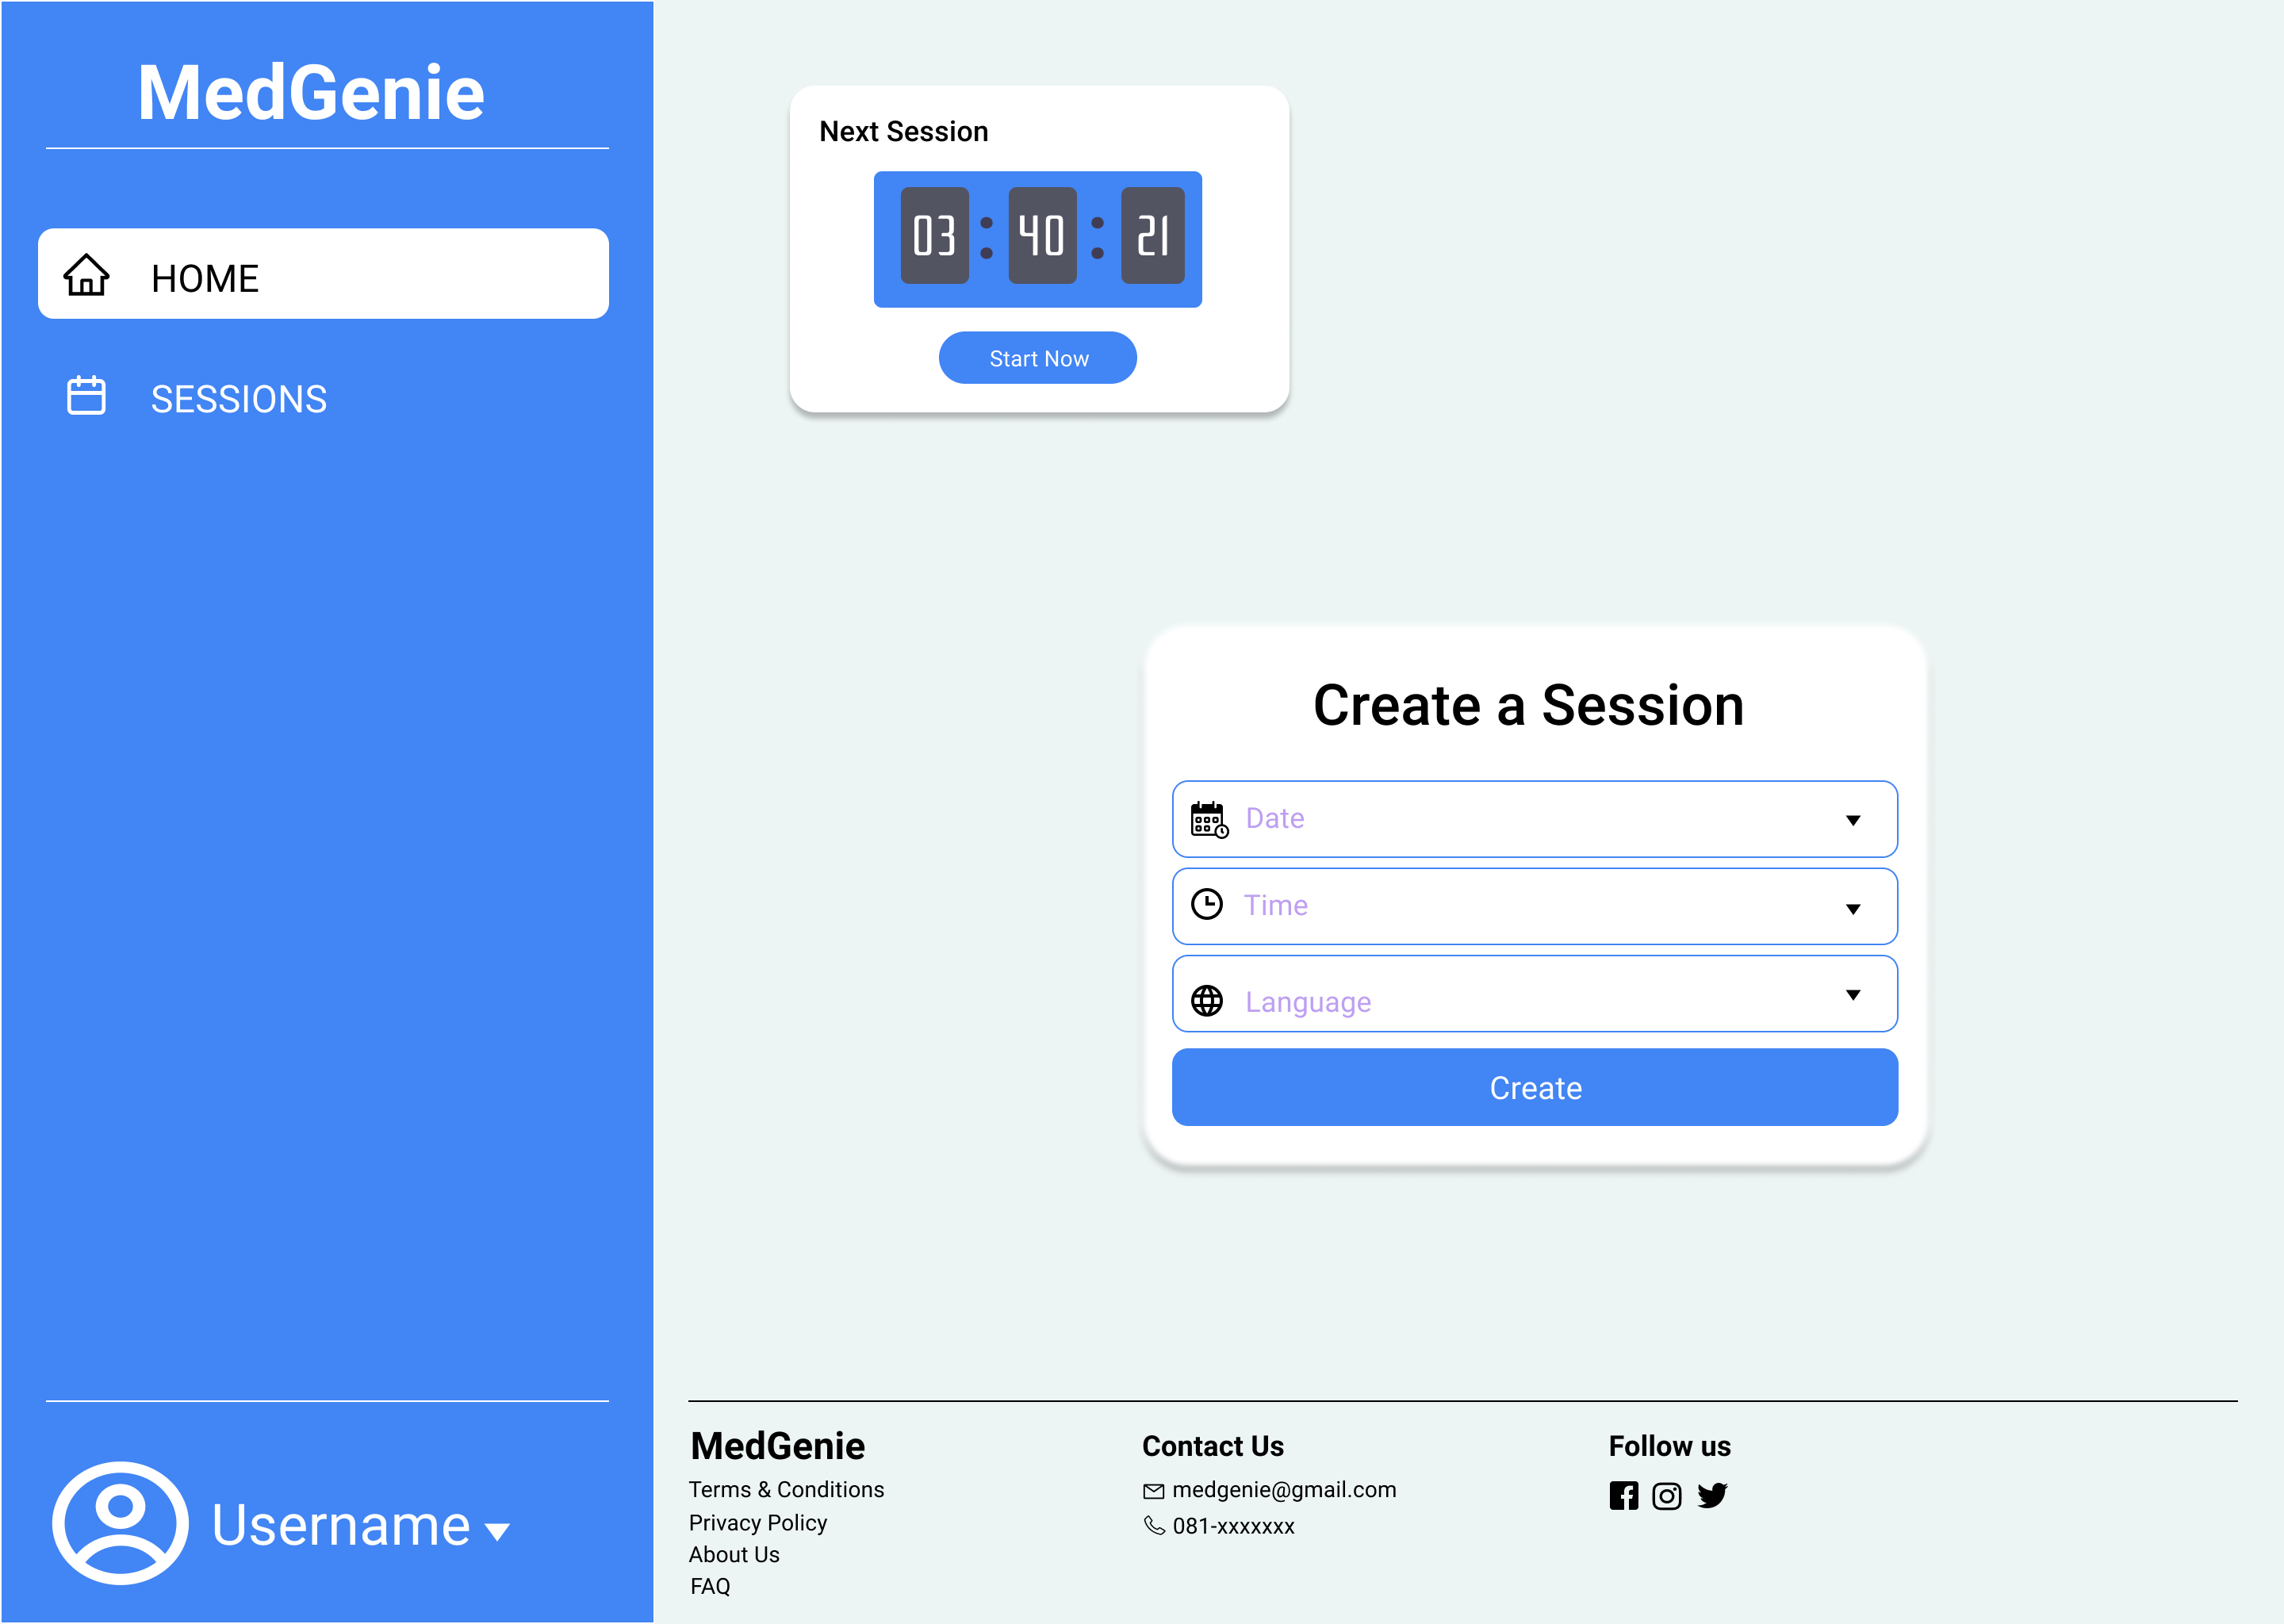 MedGenie
HOME
SESSIONS
Username
Next Session
03 : 40 : 21
Start Now
Create a Session
Date
Time
Language
Create
MedGenie
Terms & Conditions
Privacy Policy
About Us
FAQ
Contact Us
medgenie@gmail.com
081-xxxxxxx
Follow us